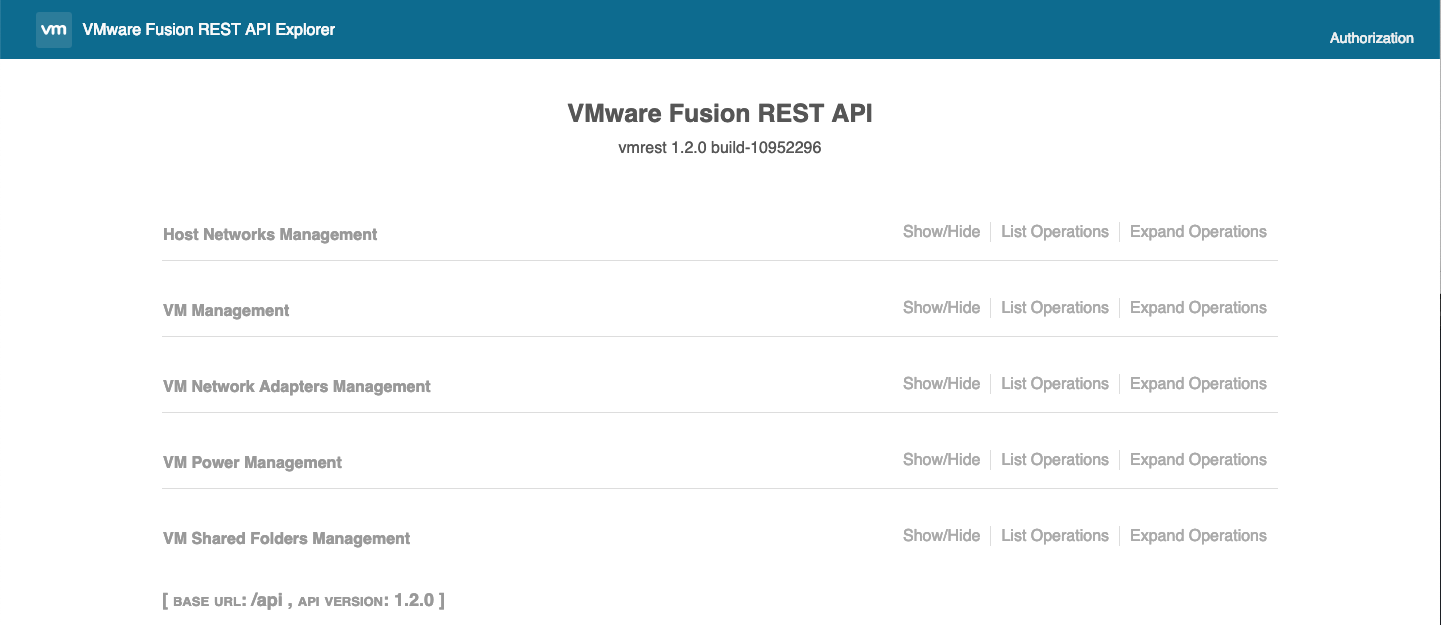 vm VMware Fusion REST API Explorer
Authorization
VMware Fusion REST API
vmrest 1.2.0 build-10952296
Host Networks Management Show/Hide List Operations Expand Operations
VM Management Show/Hide List Operations Expand Operations
VM Network Adapters Management Show/Hide List Operations Expand Operations
VM Power Management Show/Hide List Operations Expand Operations
VM Shared Folders Management Show/Hide List Operations Expand Operations
[ BASE URL: /api , API VERSION: 1.2.0 ]